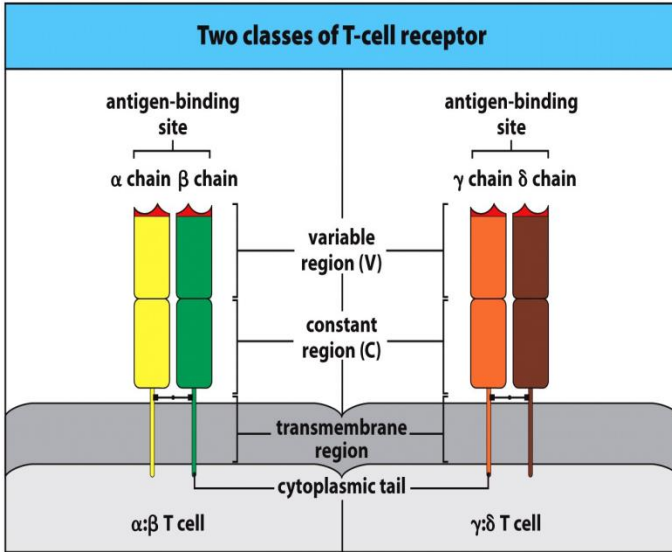 Two classes of T-cell receptor
antigen-binding
site
α chain β chain
antigen-binding
site
γ chain δ chain
variable
region (V)
constant
region (C)
transmembrane
region
cytoplasmic tail
α:β T cell
γ:δ T cell